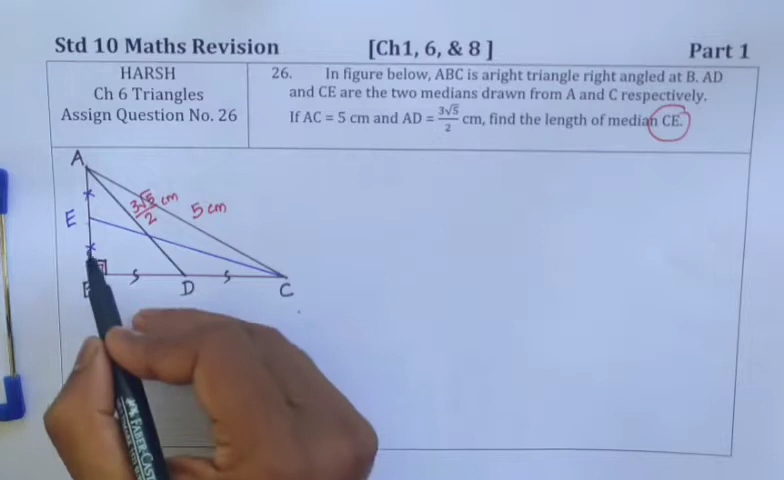 Std 10 Maths Revision [Ch1, 6, & 8 ] Part 1
HARSH
Ch 6 Triangles
Assign Question No. 26
26. In figure below, ABC is aright triangle right angled at B. AD
and CE are the two medians drawn from A and C respectively.
If AC = 5 cm and AD = 3√5/2 cm, find the length of median CE.
A
3√5/2 cm
5 cm
E
D
C
FABER-CAST